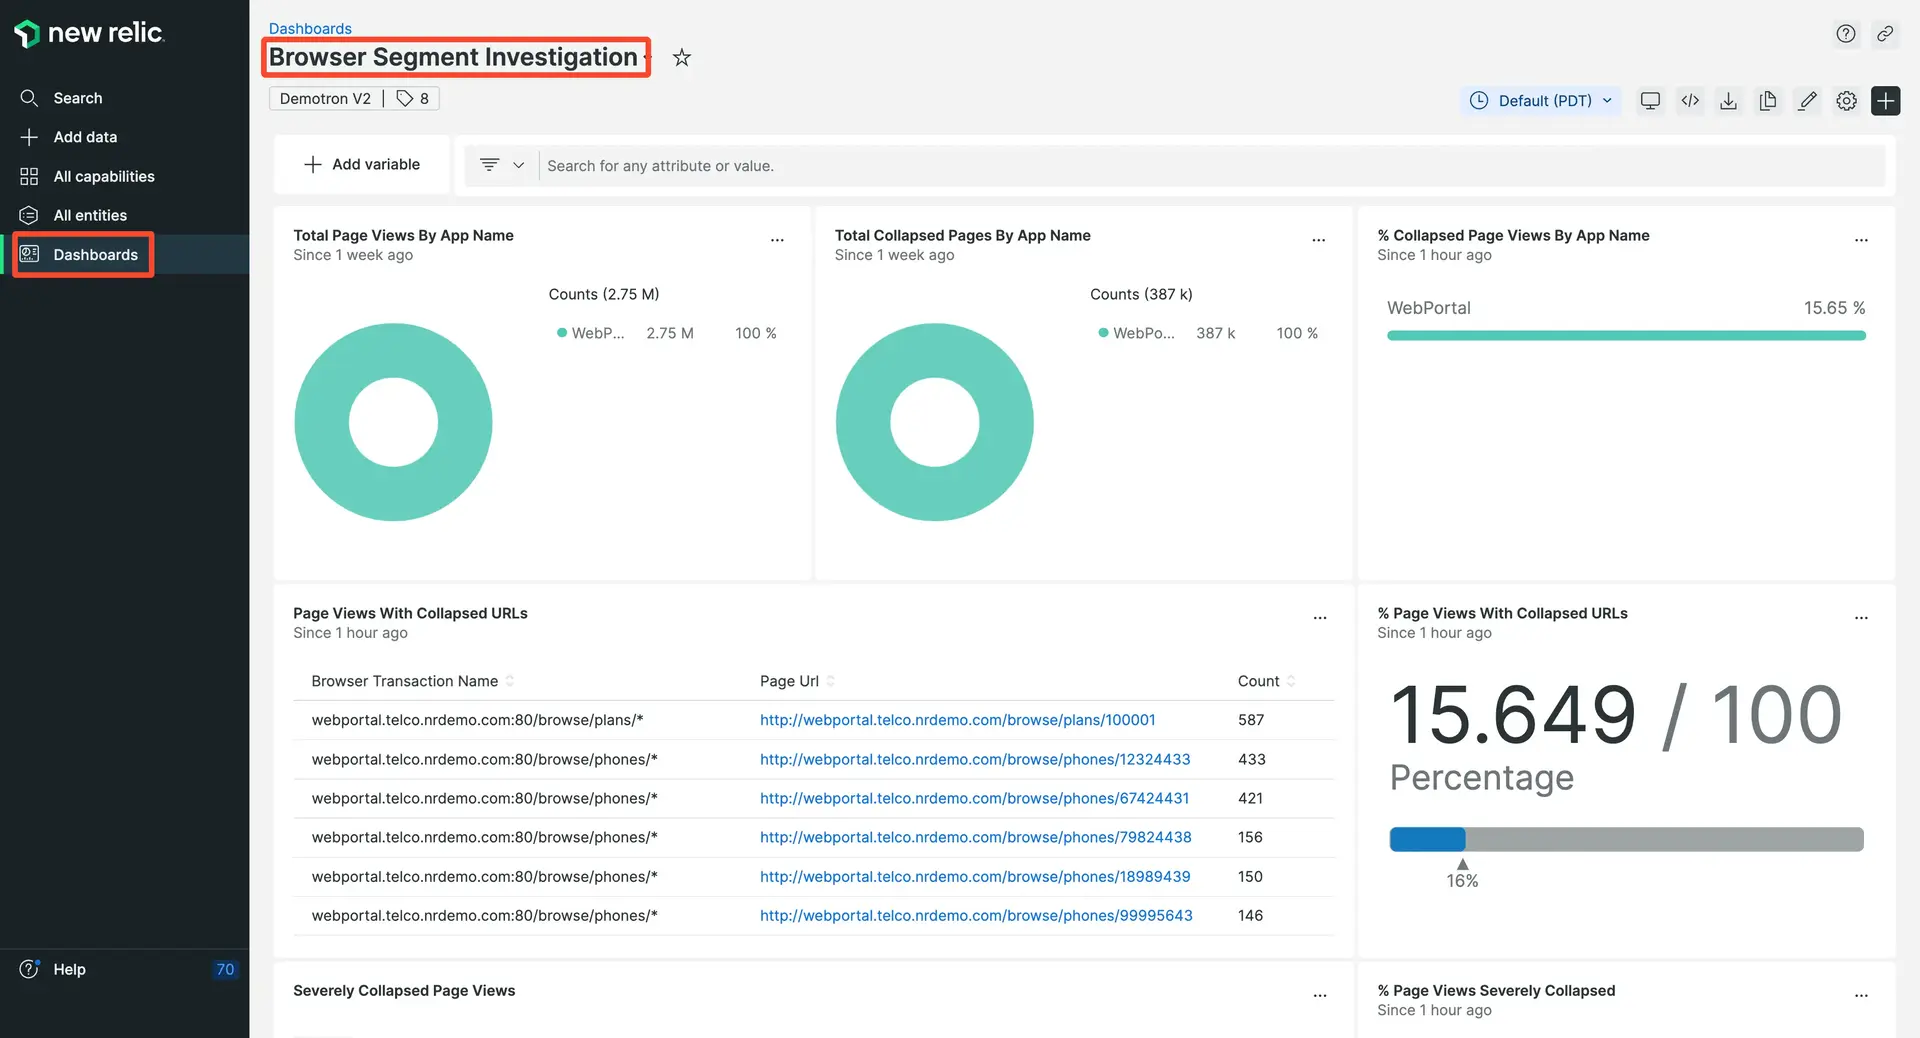 new relic.
Search
Add data
All capabilities
All entities
Dashboards
Help 70
Dashboards
Browser Segment Investigation
Demotron V2 | 8
Default (PDT)
Add variable
Search for any attribute or value.
Total Page Views By App Name
Since 1 week ago
Counts (2.75 M)
WebP... 2.75 M 100 %
Total Collapsed Pages By App Name
Since 1 week ago
Counts (387 k)
WebPo... 387 k 100 %
% Collapsed Page Views By App Name
Since 1 hour ago
WebPortal 15.65 %
Page Views With Collapsed URLs
Since 1 hour ago
Browser Transaction Name Page Url Count
webportal.telco.nrdemo.com:80/browse/plans/* http://webportal.telco.nrdemo.com/browse/plans/100001 587
webportal.telco.nrdemo.com:80/browse/phones/* http://webportal.telco.nrdemo.com/browse/phones/12324433 433
webportal.telco.nrdemo.com:80/browse/phones/* http://webportal.telco.nrdemo.com/browse/phones/67424431 421
webportal.telco.nrdemo.com:80/browse/phones/* http://webportal.telco.nrdemo.com/browse/phones/79824438 156
webportal.telco.nrdemo.com:80/browse/phones/* http://webportal.telco.nrdemo.com/browse/phones/18989439 150
webportal.telco.nrdemo.com:80/browse/phones/* http://webportal.telco.nrdemo.com/browse/phones/99995643 146
% Page Views With Collapsed URLs
Since 1 hour ago
15.649 / 100
Percentage
16%
Severely Collapsed Page Views
% Page Views Severely Collapsed
Since 1 hour ago